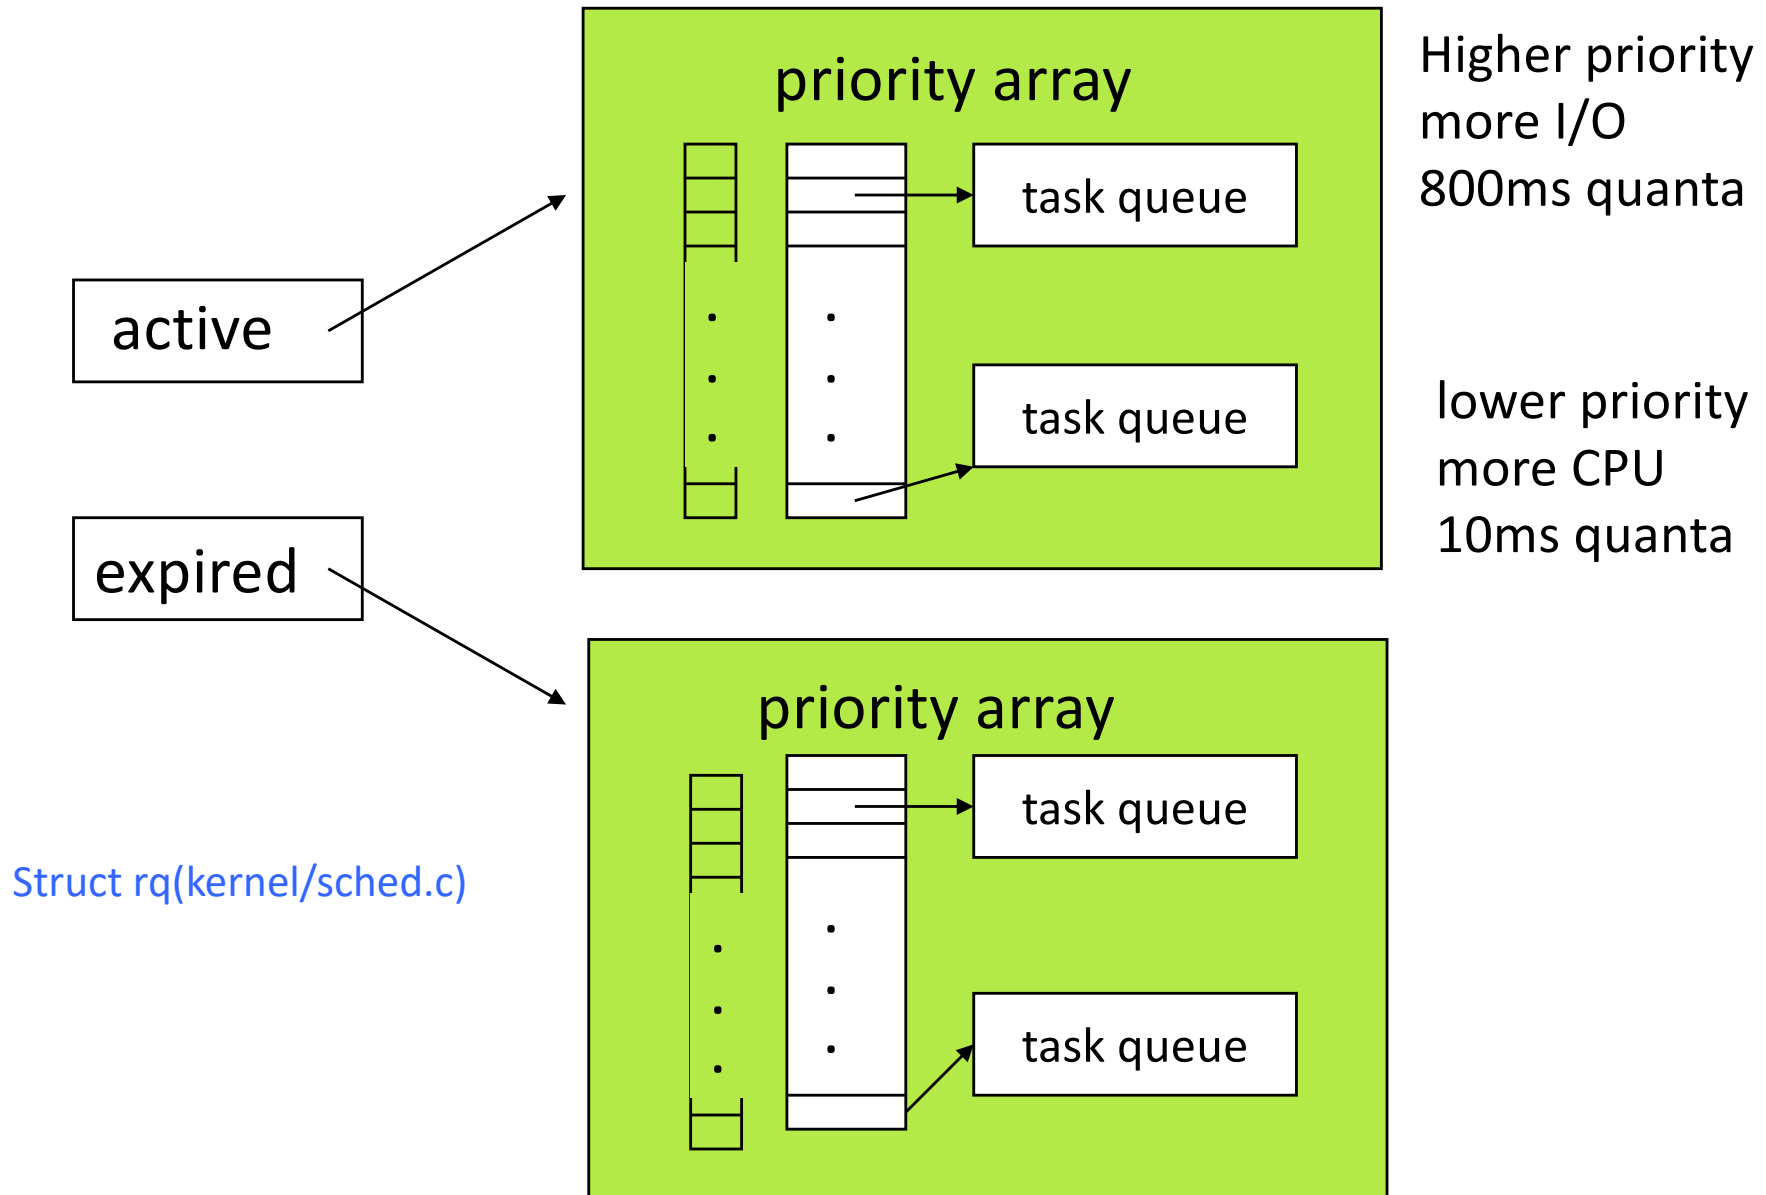 priority array
task queue
task queue
Higher priority
more I/O
800ms quanta
lower priority
more CPU
10ms quanta
active
expired
priority array
task queue
task queue
Struct rq(kernel/sched.c)